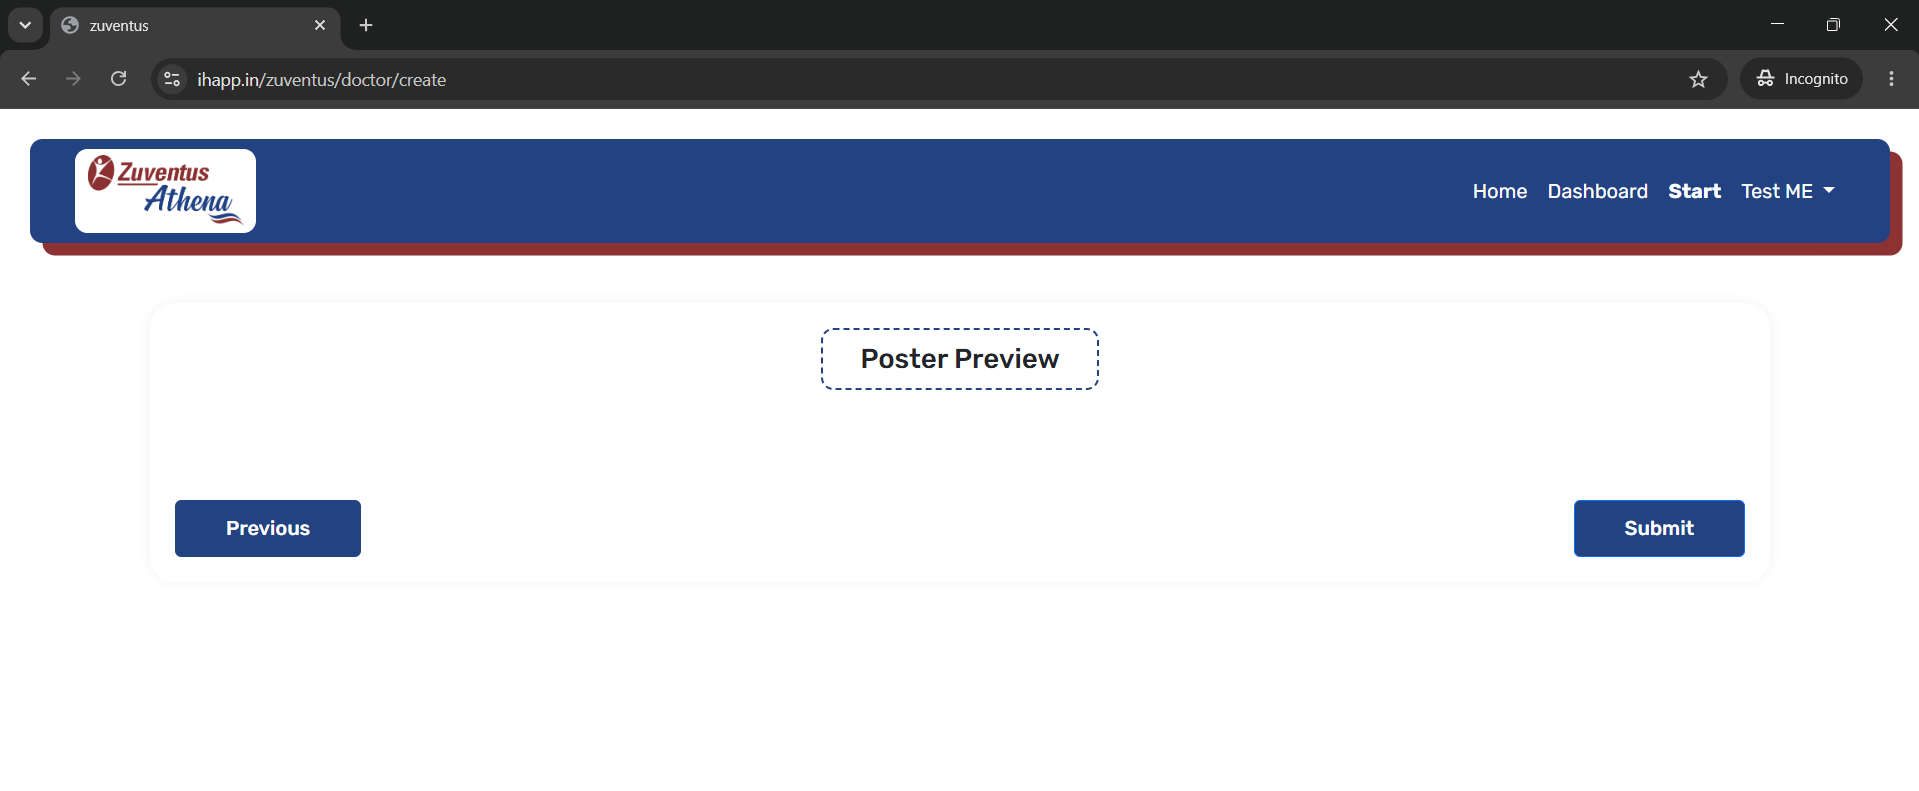 zuventus
ihapp.in/zuventus/doctor/create
Incognito
Zuventus
Athena
Home Dashboard Start Test ME
Poster Preview
Previous
Submit